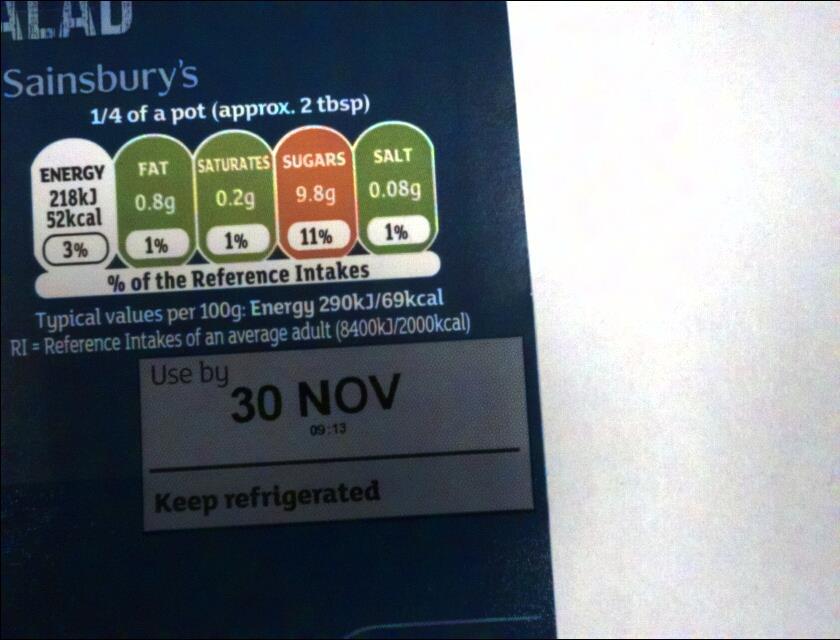 Sainsbury's
1/4 of a pot (approx. 2 tbsp)
ENERGY
218kJ
52kcal
3%
FAT
0.8g
1%
SATURATES
0.2g
1%
SUGARS
9.8g
11%
SALT
0.08g
1%
% of the Reference Intakes
Typical values per 100g: Energy 290kJ/69kcal
RI = Reference Intakes of an average adult (8400kJ/2000kcal)
Use by
30 NOV
09:13
Keep refrigerated